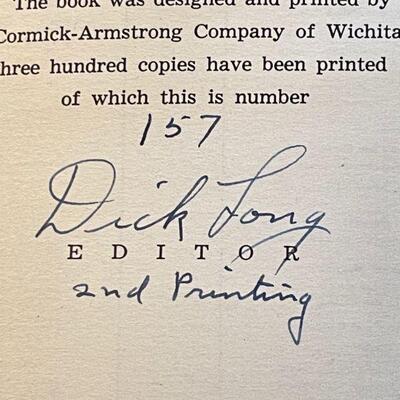 The book was designed and printed by
Cormick-Armstrong Company of Wichita
hree hundred copies have been printed
of which this is number
157
Dick Long
EDITOR
2nd Printing